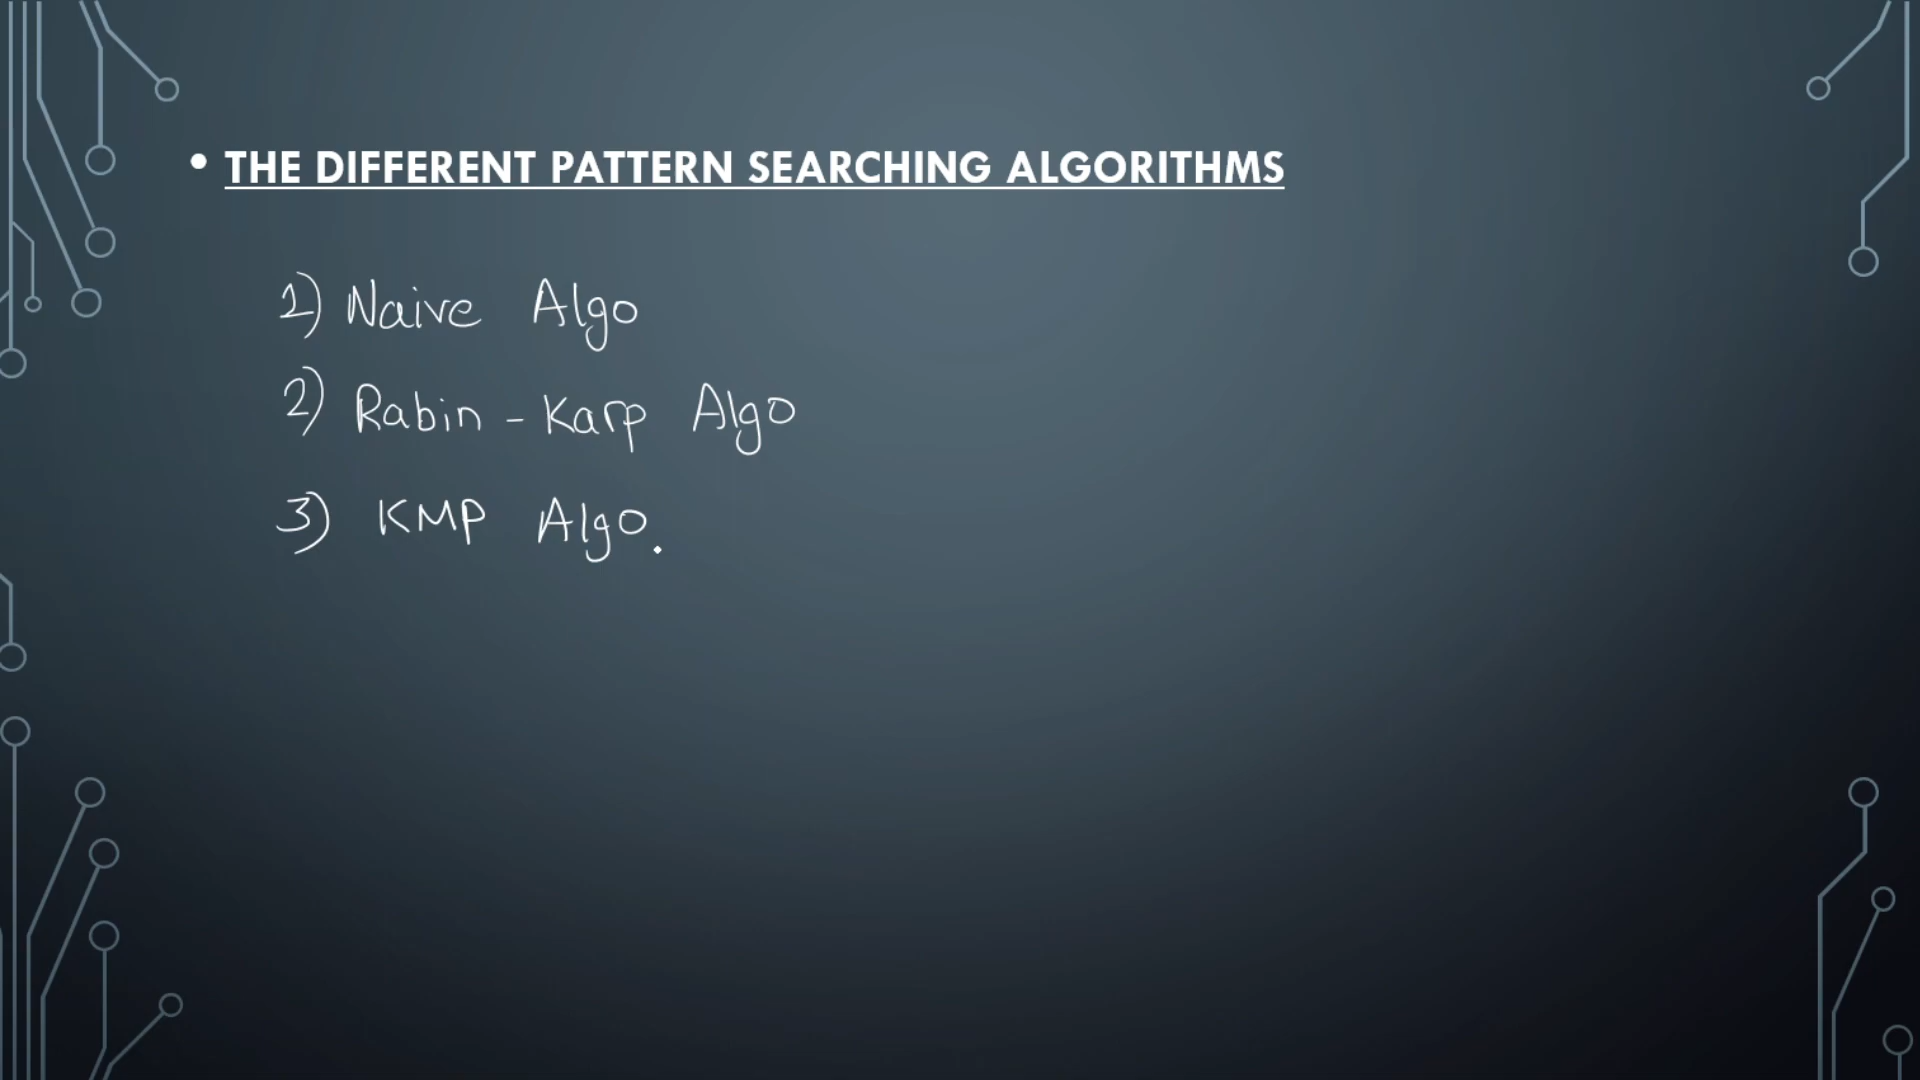 • THE DIFFERENT PATTERN SEARCHING ALGORITHMS
1) Naive Algo
2) Rabin - Karp Algo
3) KMP Algo.